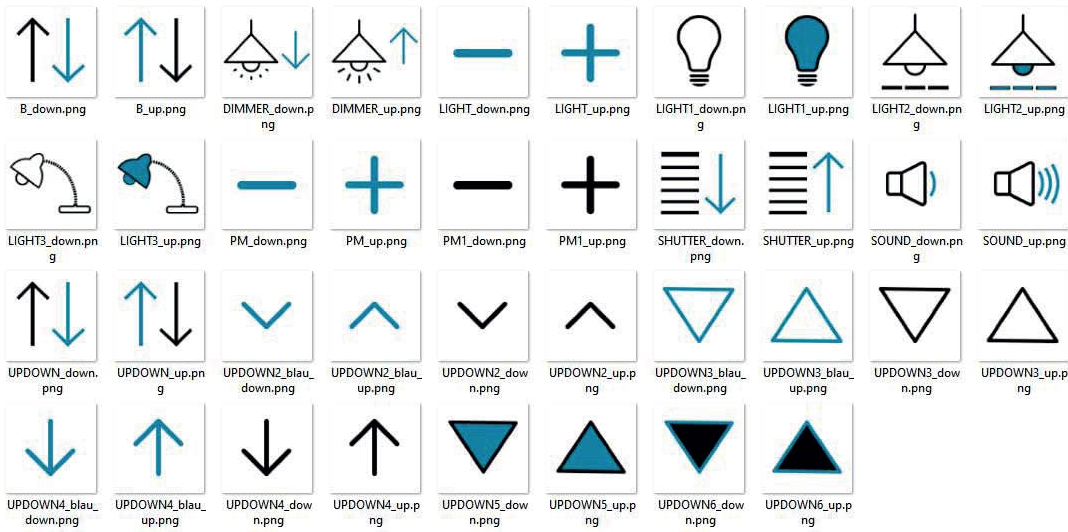 B_down.png
B_up.png
DIMMER_down.p
ng
DIMMER_up.png
LIGHT_down.png
LIGHT_up.png
LIGHT1_down.pn
g
LIGHT1_up.png
LIGHT2_down.pn
g
LIGHT2_up.png
LIGHT3_down.pn
g
LIGHT3_up.png
PM_down.png
PM_up.png
PM1_down.png
PM1_up.png
SHUTTER_down.
png
SHUTTER_up.png
SOUND_down.pn
g
SOUND_up.png
UPDOWN_down.
png
UPDOWN_up.pn
g
UPDOWN2_blau_
down.png
UPDOWN2_blau_
up.png
UPDOWN2_dow
n.png
UPDOWN2_up.p
ng
UPDOWN3_blau_
down.png
UPDOWN3_blau_
up.png
UPDOWN3_dow
n.png
UPDOWN3_up.p
ng
UPDOWN4_blau_
down.png
UPDOWN4_blau_
up.png
UPDOWN4_dow
n.png
UPDOWN4_up.p
ng
UPDOWN5_dow
n.png
UPDOWN5_up.p
ng
UPDOWN6_dow
n.png
UPDOWN6_up.p
ng